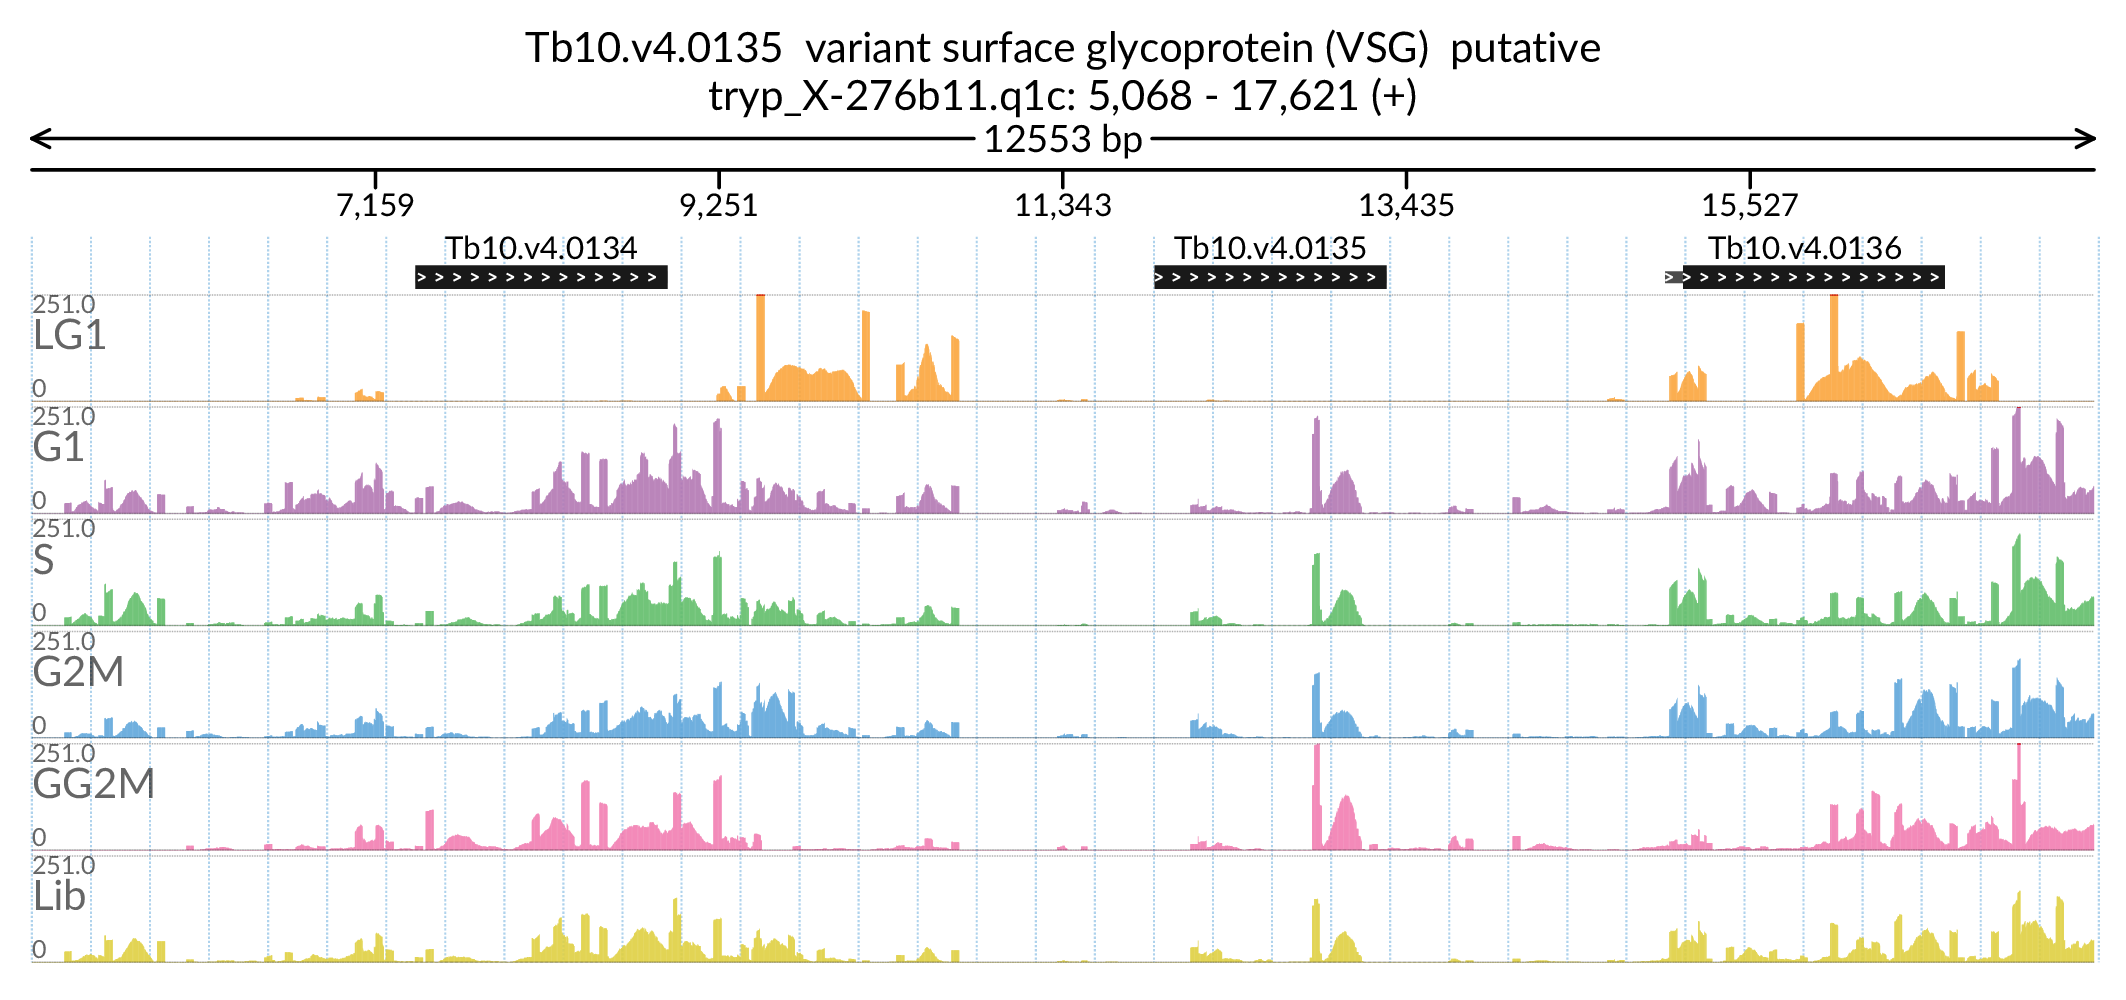 Tb10.v4.0135  variant surface glycoprotein (VSG)  putative
tryp_X-276b11.q1c: 5,068 - 17,621 (+)
12553 bp
7,159 9,251 11,343 13,435 15,527
Tb10.v4.0134 Tb10.v4.0135 Tb10.v4.0136
251.0
LG1
0
251.0
G1
0
251.0
S
0
251.0
G2M
0
251.0
GG2M
0
251.0
Lib
0